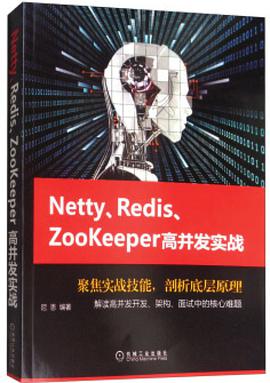 Netty、Redis、ZooKeeper高并发实战
Netty、Redis、
ZooKeeper高并发实战
聚焦实战技能，剖析底层原理
解读高并发开发、架构、面试中的核心难题
尼恩 编著
机械工业出版社
China Machine Press